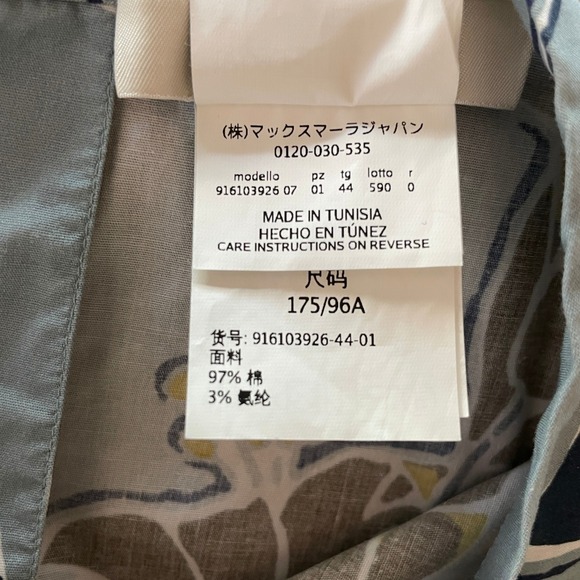 (株)マックスマーラジャパン
0120-030-535
modello pz tg lotto r
916103926 07 01 44 590 0
MADE IN TUNISIA
HECHO EN TÚNEZ
CARE INSTRUCTIONS ON REVERSE
尺码
175/96A
货号: 916103926-44-01
面料
97% 棉
3% 氨纶